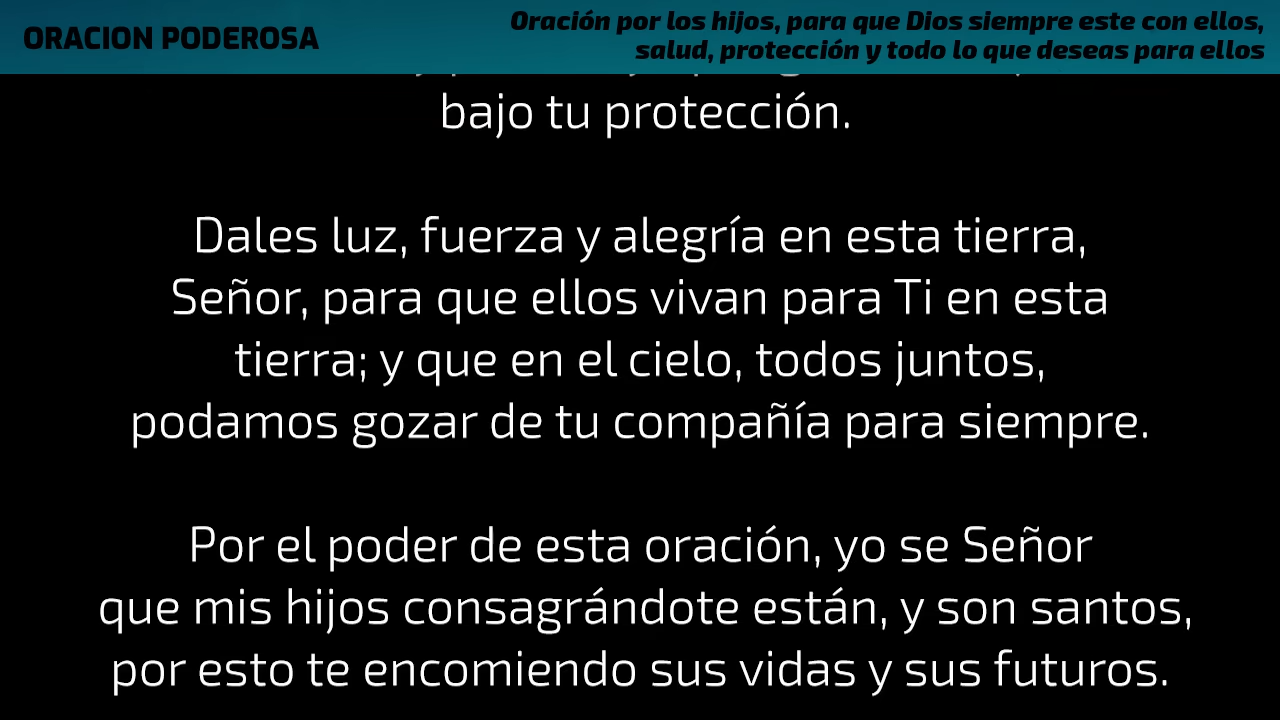 ORACION PODEROSA
Oración por los hijos, para que Dios siempre este con ellos,
salud, protección y todo lo que deseas para ellos
bajo tu protección.
Dales luz, fuerza y alegría en esta tierra,
Señor, para que ellos vivan para Ti en esta
tierra; y que en el cielo, todos juntos,
podamos gozar de tu compañía para siempre.
Por el poder de esta oración, yo se Señor
que mis hijos consagrándote están, y son santos,
por esto te encomiendo sus vidas y sus futuros.